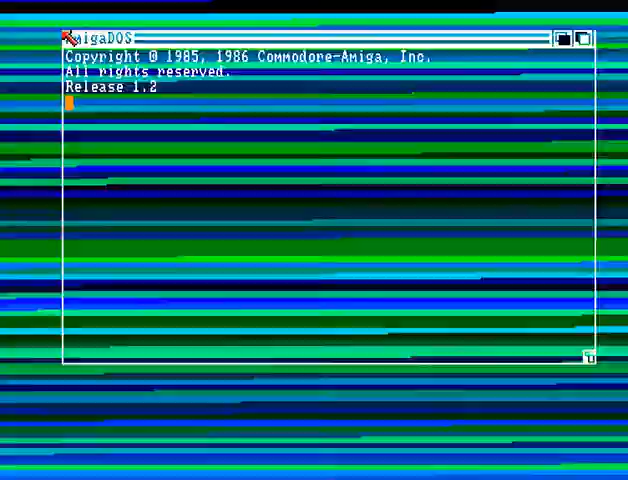 AmigaDOS
Copyright © 1985, 1986 Commodore-Amiga, Inc.
All rights reserved.
Release 1.2